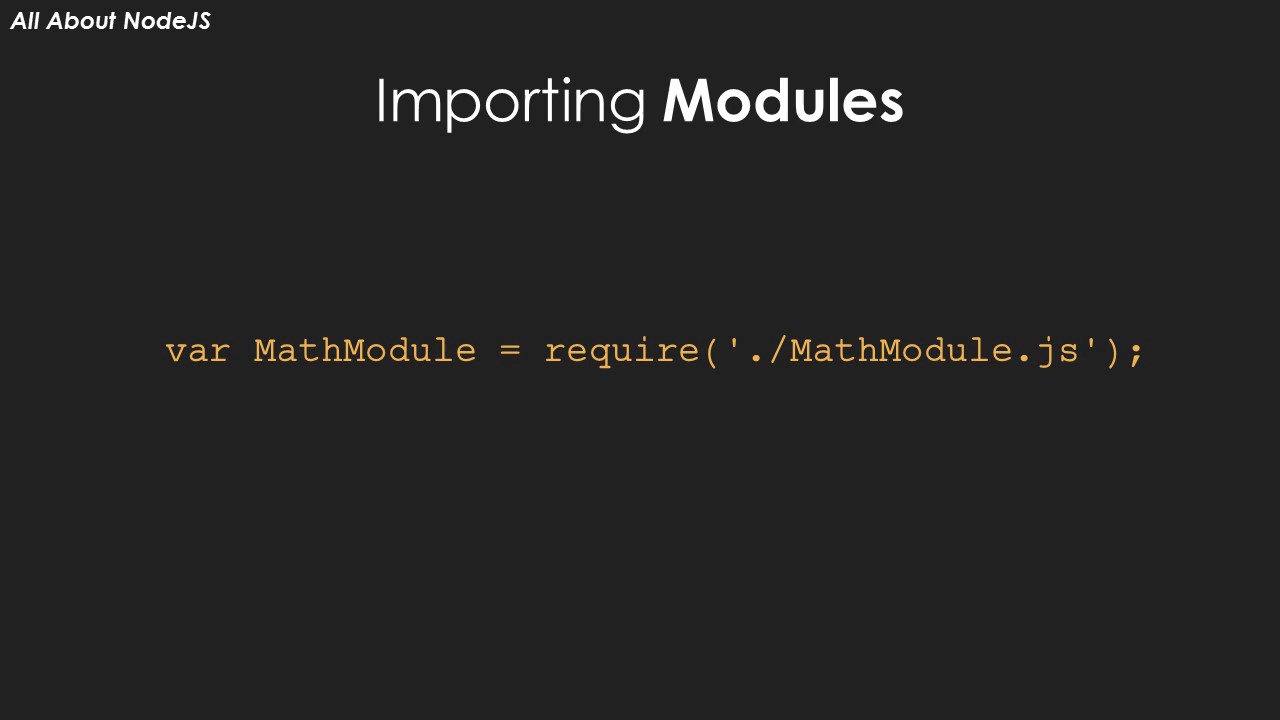 All About NodeJS
Importing Modules
var MathModule = require('./MathModule.js');